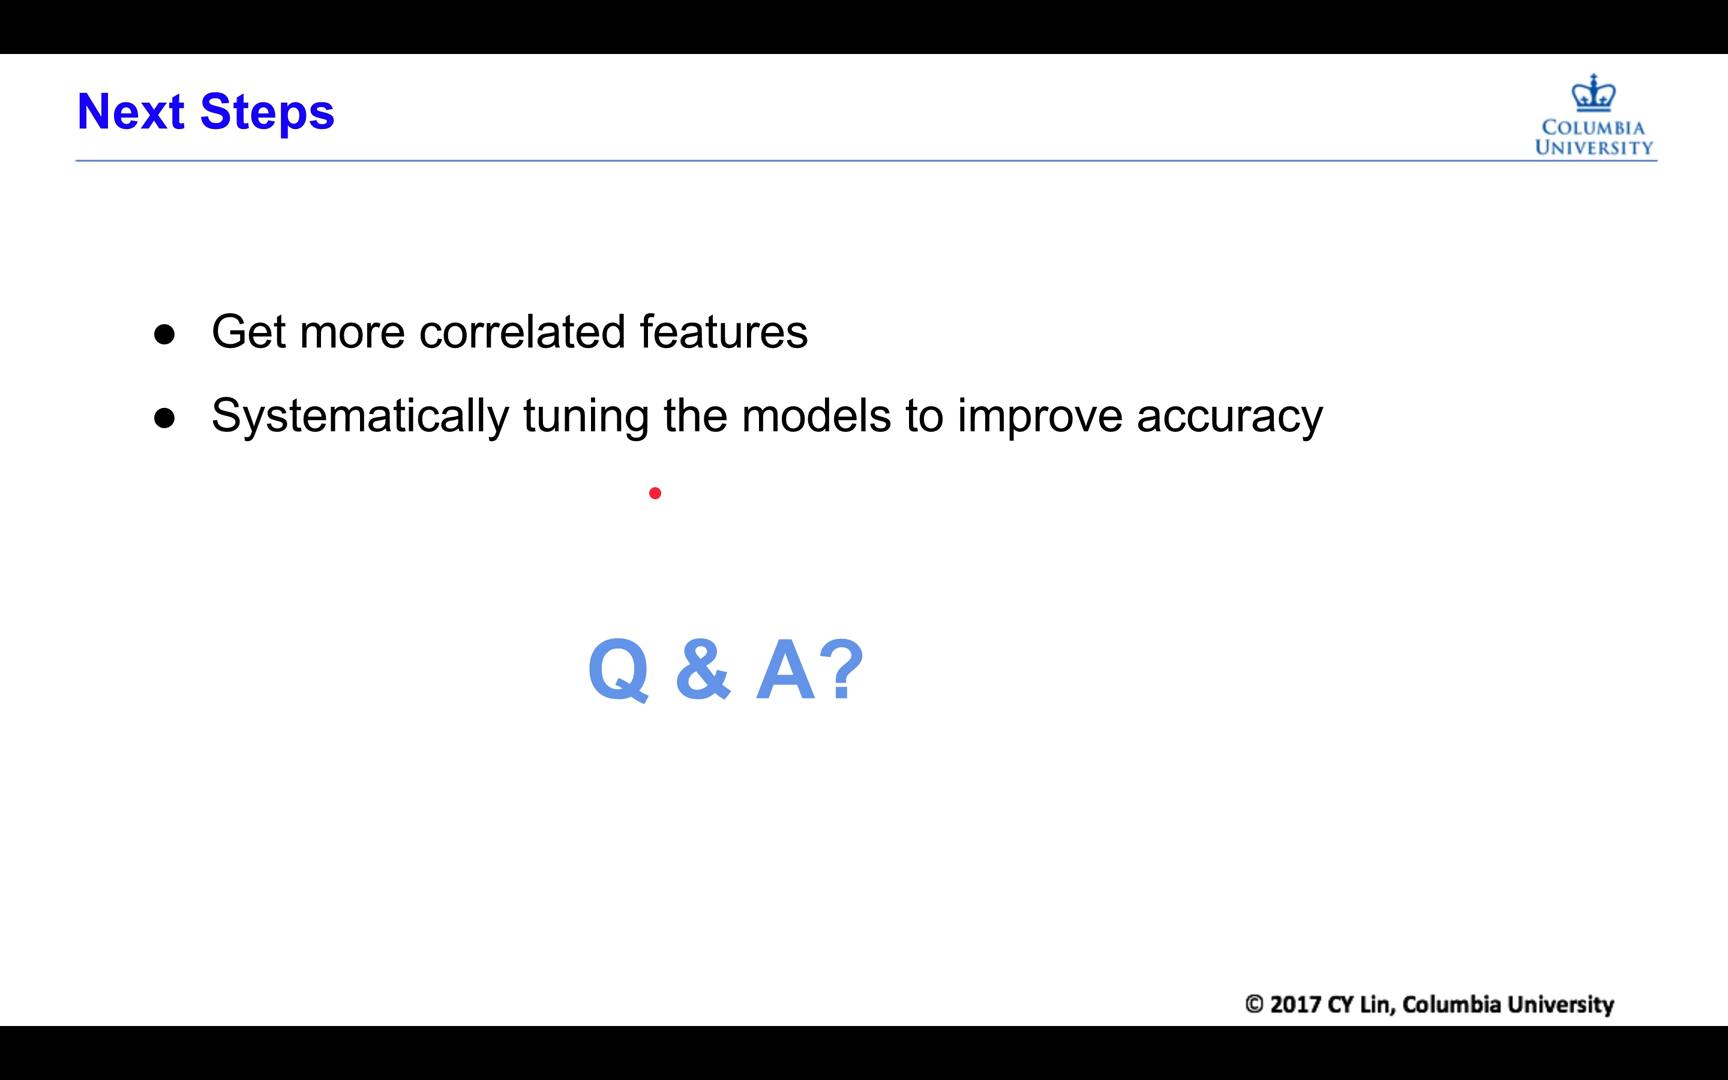 Next Steps
COLUMBIA
UNIVERSITY
● Get more correlated features
● Systematically tuning the models to improve accuracy
Q & A?
© 2017 CY Lin, Columbia University